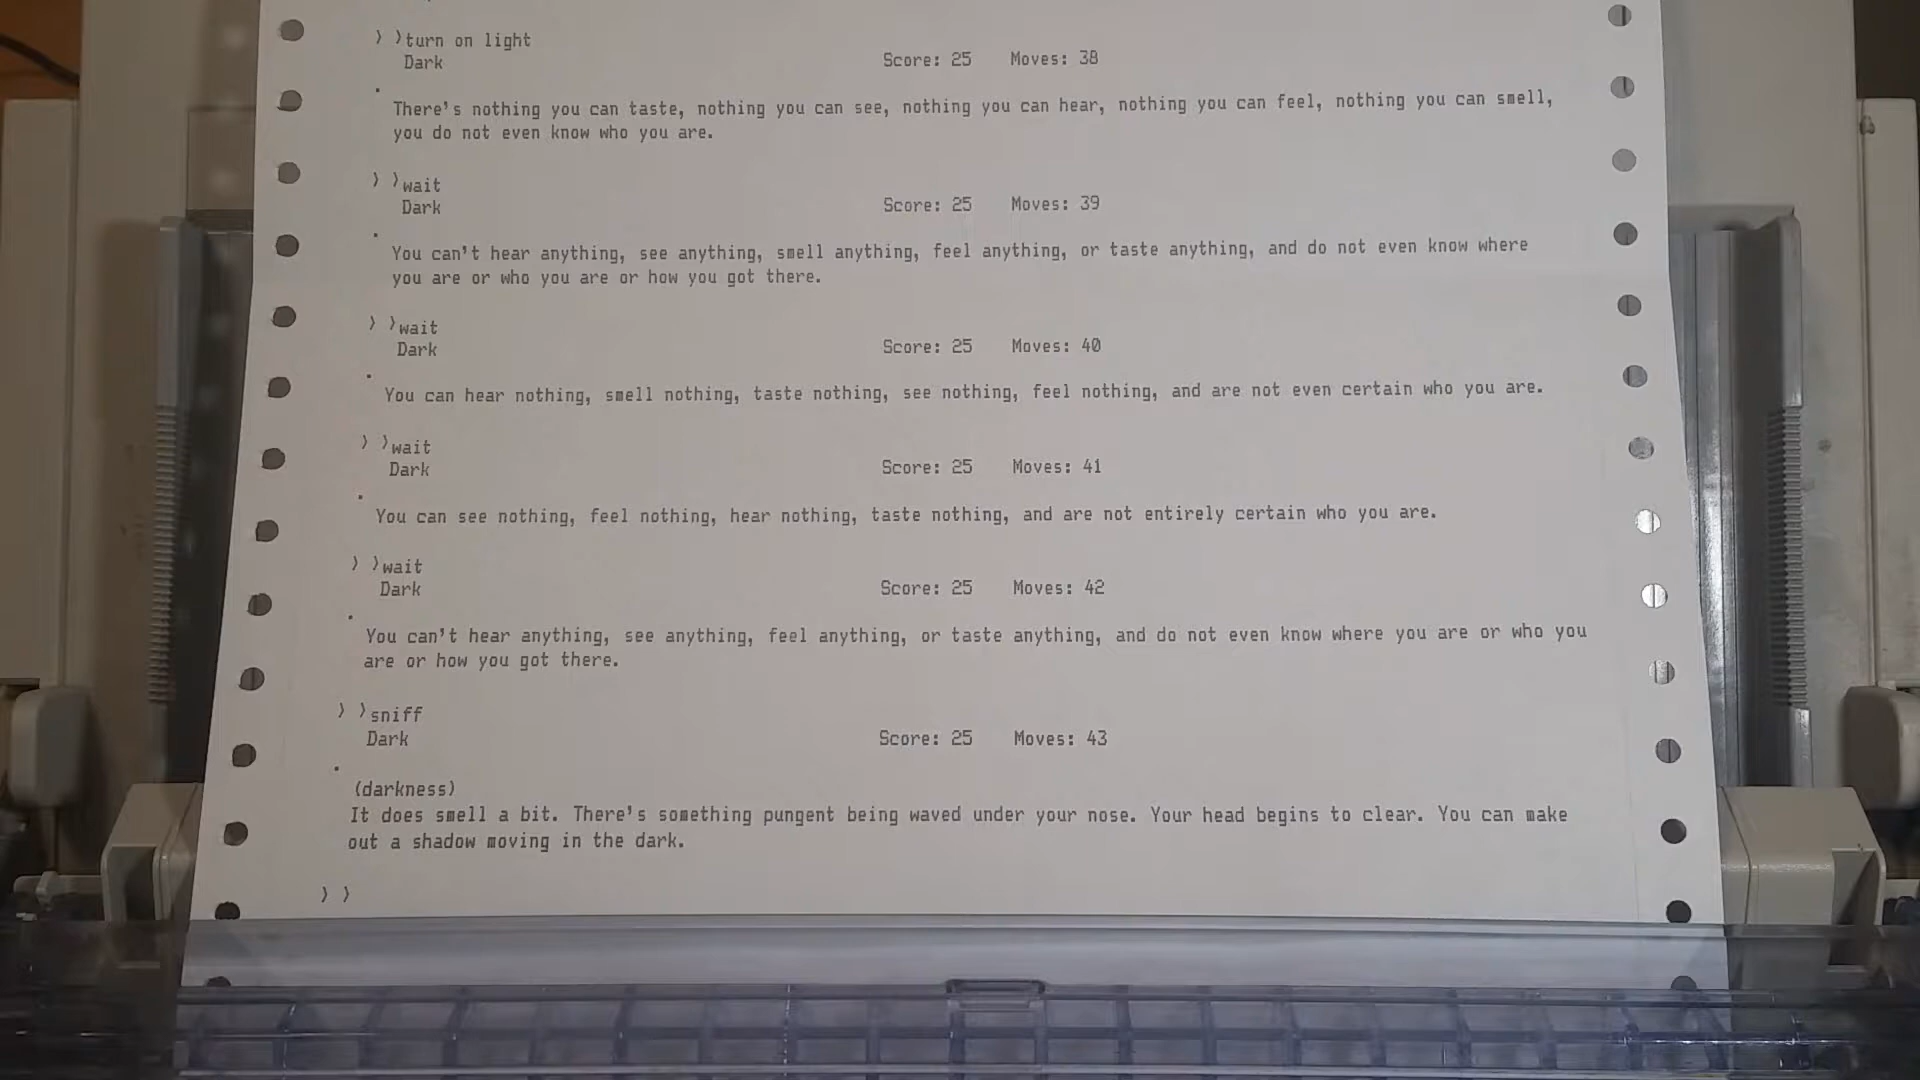 > >turn on light
Dark Score: 25 Moves: 38
.
There's nothing you can taste, nothing you can see, nothing you can hear, nothing you can feel, nothing you can smell,
you do not even know who you are.
> >wait
Dark Score: 25 Moves: 39
.
You can't hear anything, see anything, smell anything, feel anything, or taste anything, and do not even know where
you are or who you are or how you got there.
> >wait
Dark Score: 25 Moves: 40
.
You can hear nothing, smell nothing, taste nothing, see nothing, feel nothing, and are not even certain who you are.
> >wait
Dark Score: 25 Moves: 41
.
You can see nothing, feel nothing, hear nothing, taste nothing, and are not entirely certain who you are.
> >wait
Dark Score: 25 Moves: 42
.
You can't hear anything, see anything, feel anything, or taste anything, and do not even know where you are or who you
are or how you got there.
> >sniff
Dark Score: 25 Moves: 43
.
(darkness)
It does smell a bit. There's something pungent being waved under your nose. Your head begins to clear. You can make
out a shadow moving in the dark.
> >